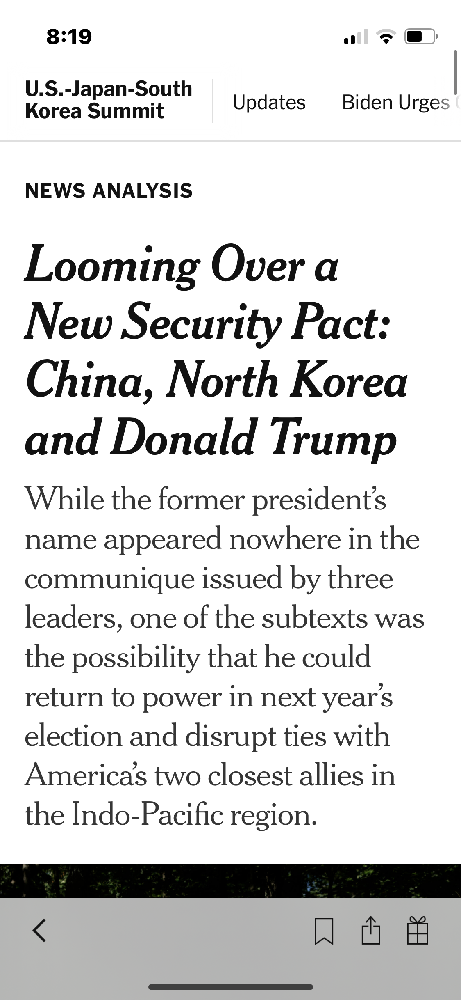 8:19
U.S.-Japan-South
Korea Summit
Updates
Biden Urges
NEWS ANALYSIS
Looming Over a
New Security Pact:
China, North Korea
and Donald Trump
While the former president’s
name appeared nowhere in the
communique issued by three
leaders, one of the subtexts was
the possibility that he could
return to power in next year’s
election and disrupt ties with
America’s two closest allies in
the Indo-Pacific region.